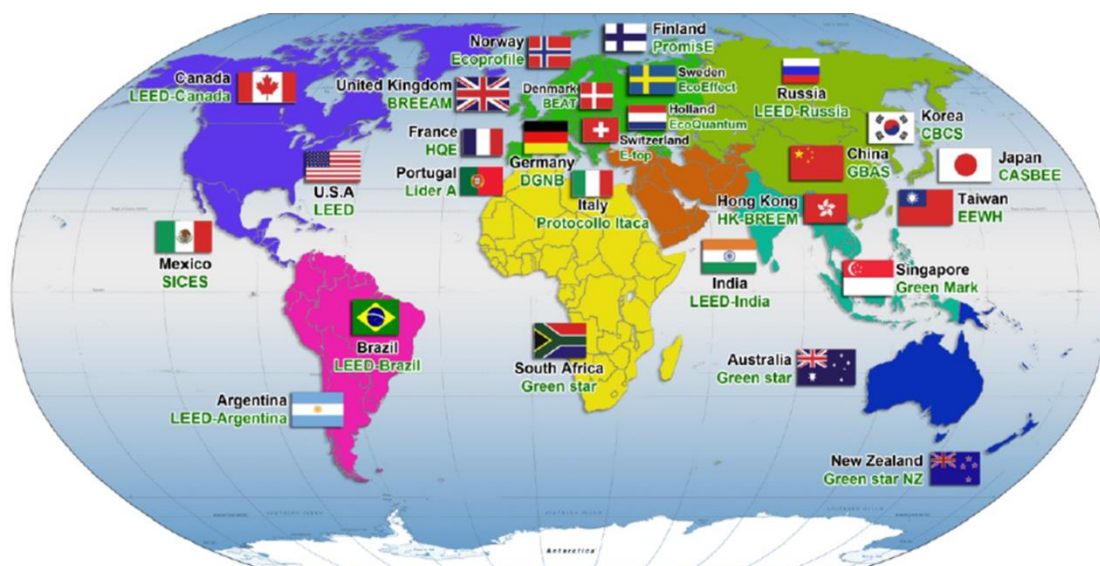 Finland
PromisE
Norway
Ecoprofile
Canada
LEED-Canada
United Kingdom
BREEAM
Denmark
BEAT
Sweden
EcoEffect
Russia
LEED-Russia
Holland
EcoQuantum
Korea
CBCS
France
HQE
Switzerland
E-top
Germany
DGNB
China
GBAS
Japan
CASBEE
U.S.A
LEED
Portugal
Lider A
Italy
Protocollo Itaca
Hong Kong
HK-BREEM
Taiwan
EEWH
Mexico
SICES
India
LEED-India
Singapore
Green Mark
Brazil
LEED-Brazil
South Africa
Green star
Australia
Green star
Argentina
LEED-Argentina
New Zealand
Green star NZ
Antarctica